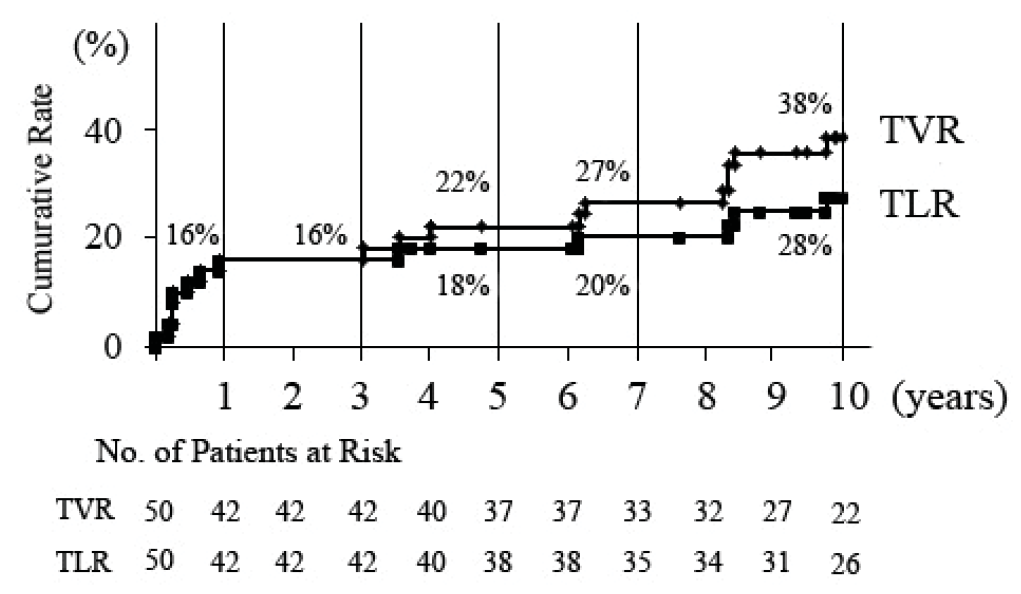 (%)
Cumurative Rate
40
20
0
16%
16%
22%
18%
27%
20%
38%
28%
TVR
TLR
1 2 3 4 5 6 7 8 9 10 (years)
No. of Patients at Risk
TVR 50 42 42 42 40 37 37 33 32 27 22
TLR 50 42 42 42 40 38 38 35 34 31 26